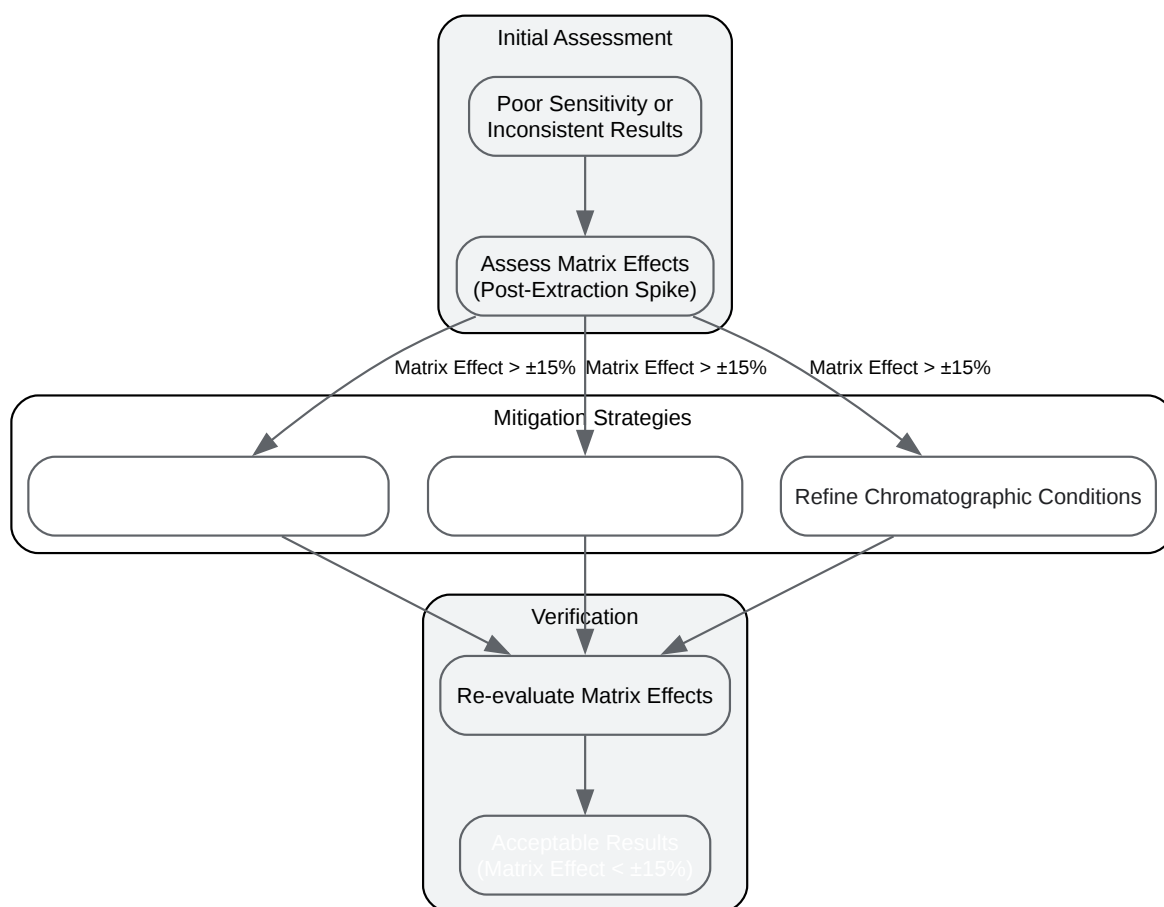 Initial Assessment
Poor Sensitivity or
Inconsistent Results
Assess Matrix Effects
(Post-Extraction Spike)
Matrix Effect > ±15%
Matrix Effect > ±15%
Matrix Effect > ±15%
Mitigation Strategies
Refine Chromatographic Conditions
Verification
Re-evaluate Matrix Effects
Acceptable Results
(Matrix Effect < ±15%)